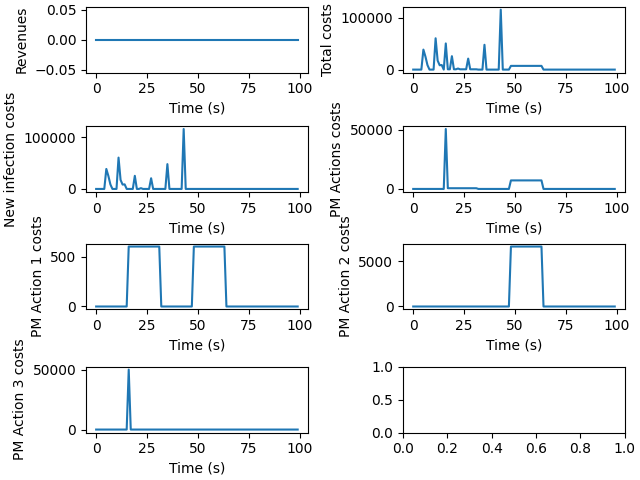 Revenues
0.05
0.00
−0.05
0 25 50 75 100
Time (s)
Total costs
100000
0
0 25 50 75 100
Time (s)
New infection costs
100000
0
0 25 50 75 100
Time (s)
PM Actions costs
50000
0
0 25 50 75 100
Time (s)
PM Action 1 costs
500
0
0 25 50 75 100
Time (s)
PM Action 2 costs
5000
0
0 25 50 75 100
Time (s)
PM Action 3 costs
50000
0
0 25 50 75 100
Time (s)
1.0
0.5
0.0
0.0 0.2 0.4 0.6 0.8 1.0